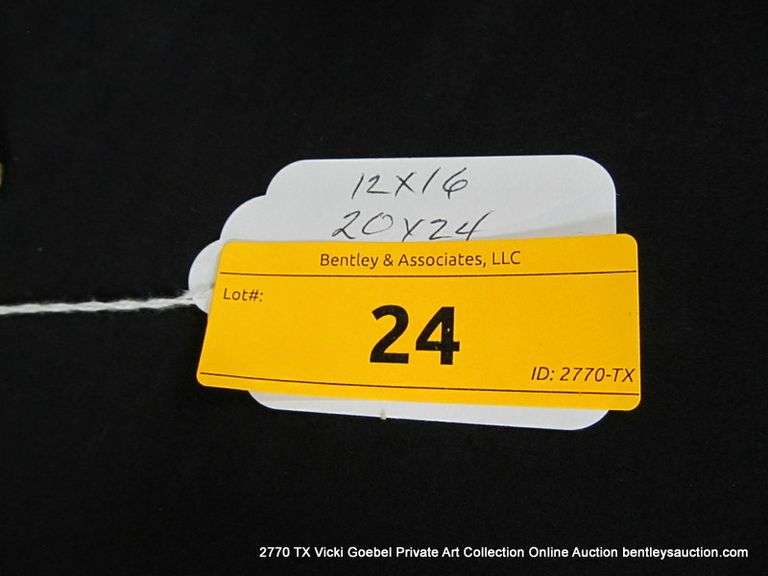 12X16
20X24
Bentley & Associates, LLC
Lot#:
24
ID: 2770-TX
2770 TX Vicki Goebel Private Art Collection Online Auction bentleysauction.com